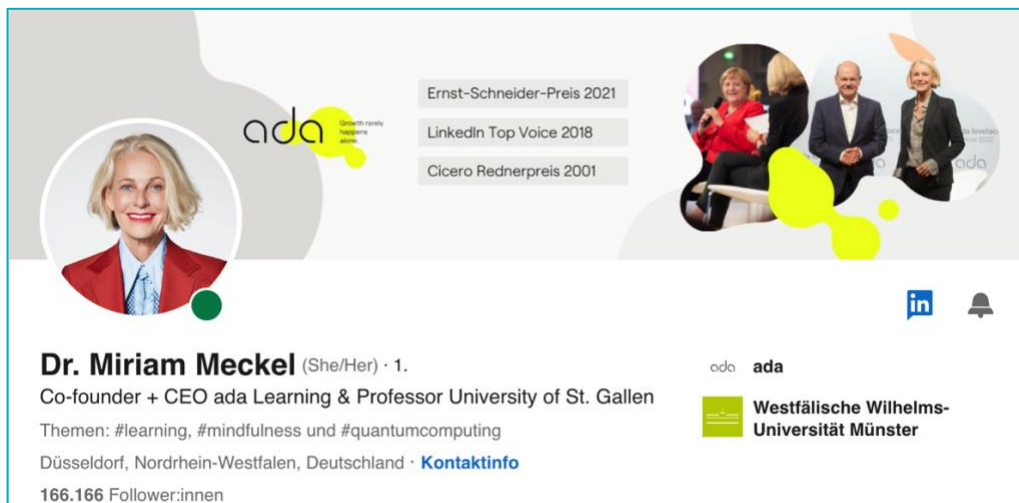 ada
Growth rarely
happens
alone.
Ernst-Schneider-Preis 2021
LinkedIn Top Voice 2018
Cicero Rednerpreis 2001
ada
in
Dr. Miriam Meckel (She/Her) · 1.
Co-founder + CEO ada Learning & Professor University of St. Gallen
Themen: #learning, #mindfulness und #quantumcomputing
Düsseldorf, Nordrhein-Westfalen, Deutschland · Kontaktinfo
166.166 Follower:innen
ada ada
Westfälische Wilhelms-
Universität Münster